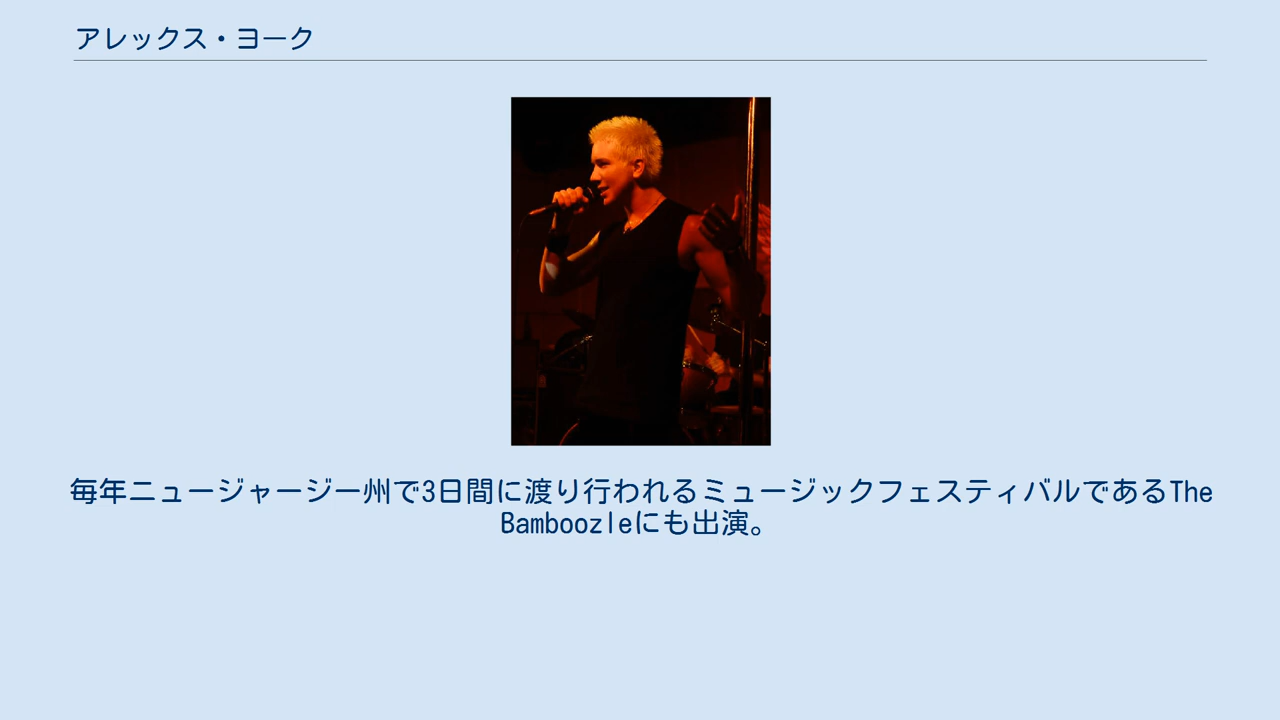 アレックス・ヨーク
毎年ニュージャージー州で3日間に渡り行われるミュージックフェスティバルであるThe
Bamboozleにも出演。